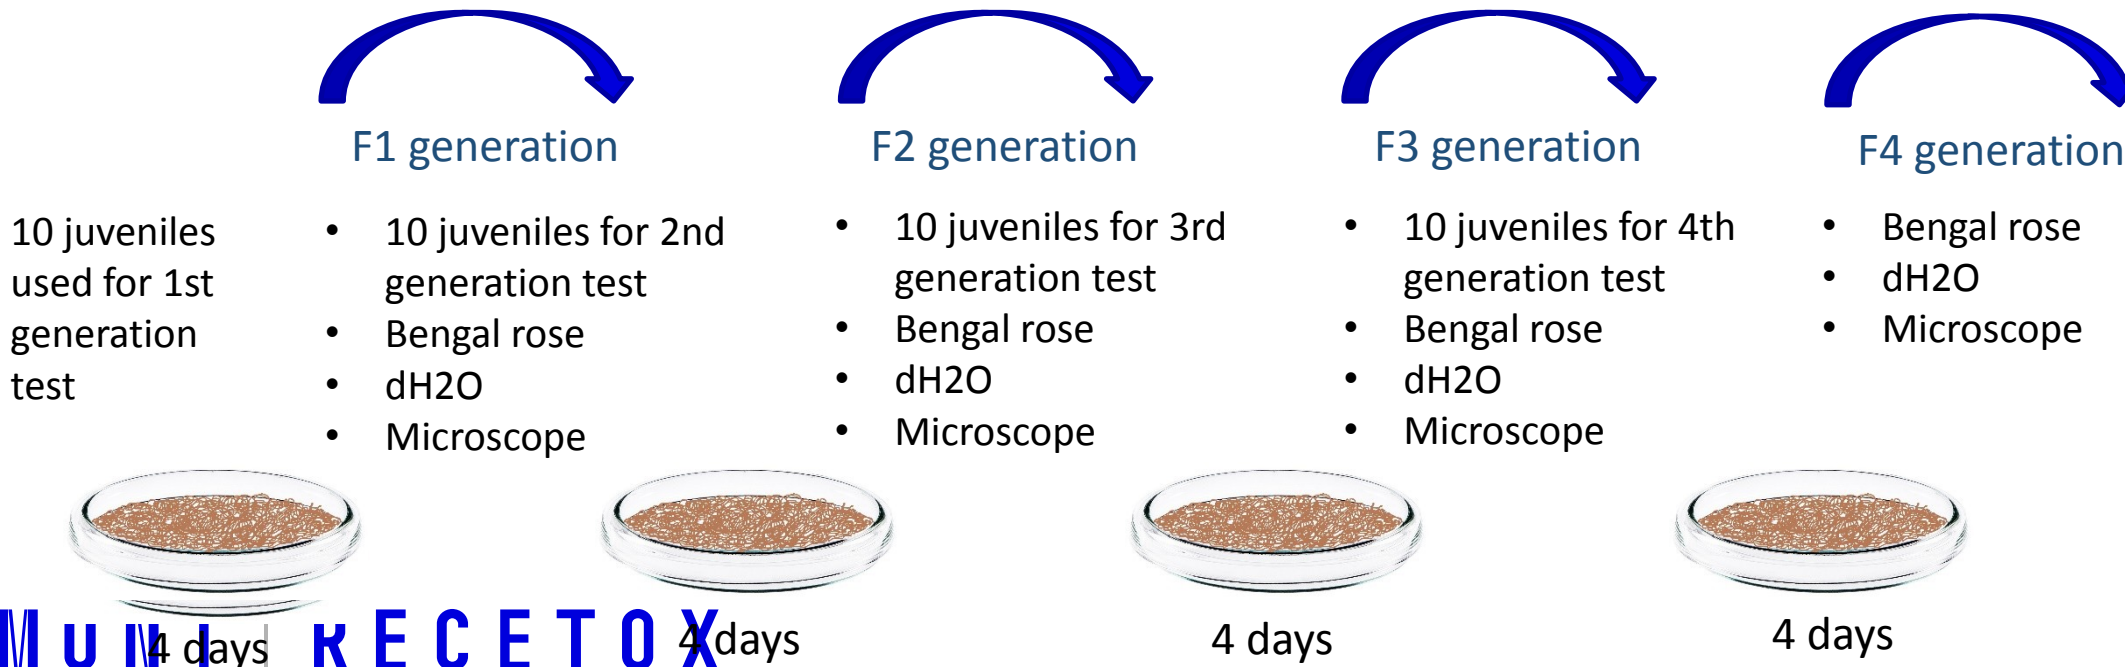 F1 generation
F2 generation
F3 generation
F4 generation
10 juveniles
used for 1st
generation
test
• 10 juveniles for 2nd
generation test
• Bengal rose
• dH2O
• Microscope
• 10 juveniles for 3rd
generation test
• Bengal rose
• dH2O
• Microscope
• 10 juveniles for 4th
generation test
• Bengal rose
• dH2O
• Microscope
• Bengal rose
• dH2O
• Microscope
4 days
4 days
4 days
4 days
MUNI RECETOX